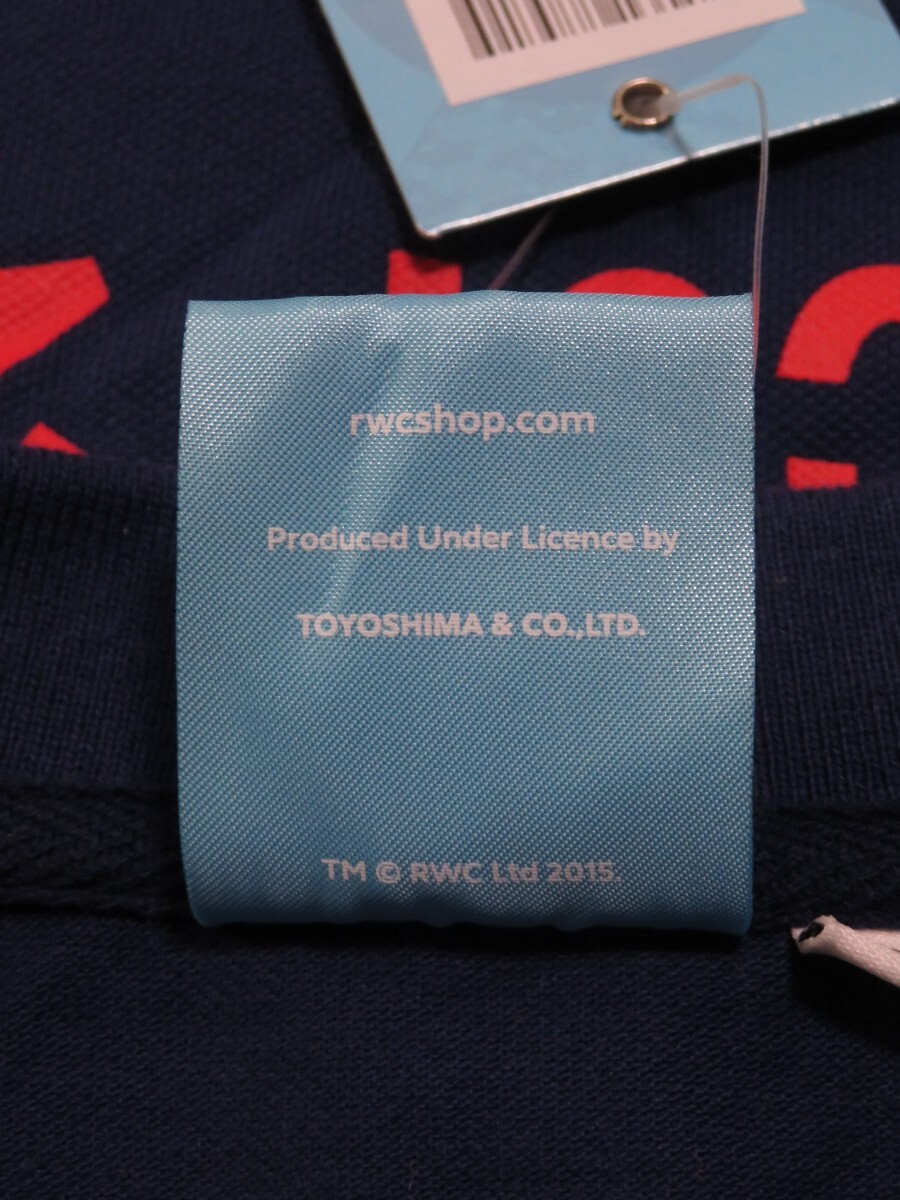 rwcshop.com
Produced Under Licence by
TOYOSHIMA & CO.,LTD.
TM © RWC Ltd 2015.